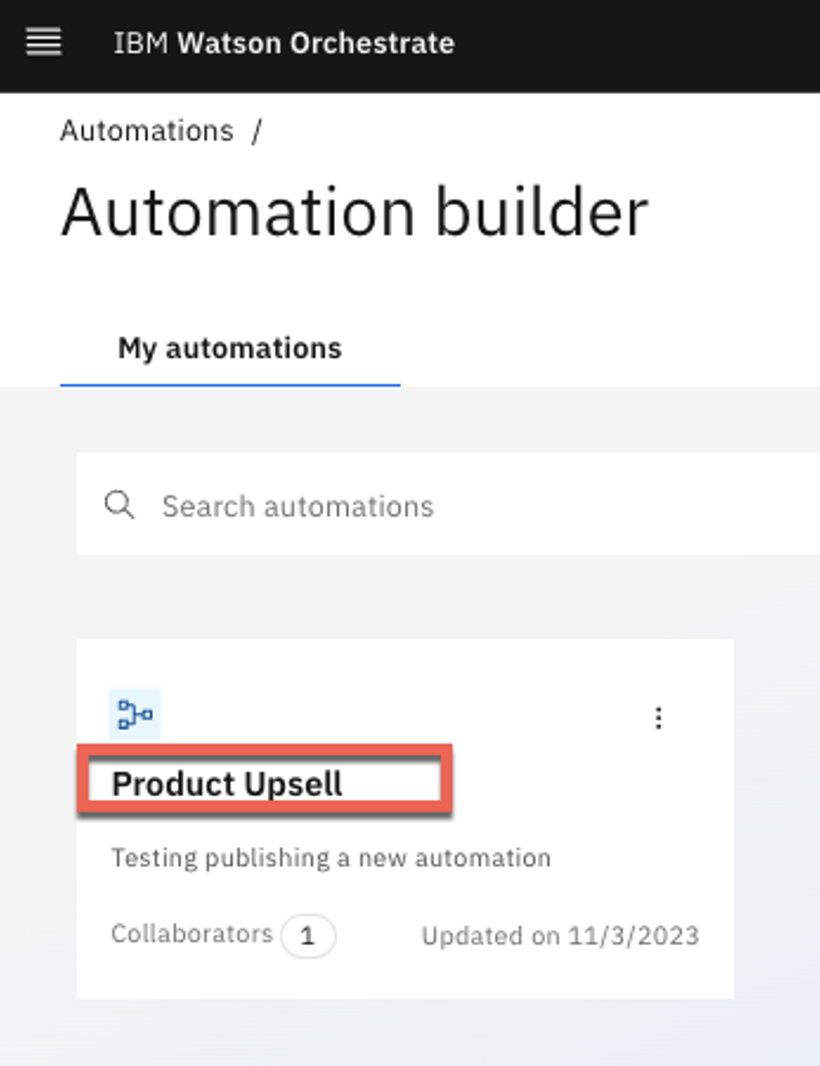 IBM Watson Orchestrate
Automations /
Automation builder
My automations
Search automations
Product Upsell
Testing publishing a new automation
Collaborators 1 Updated on 11/3/2023